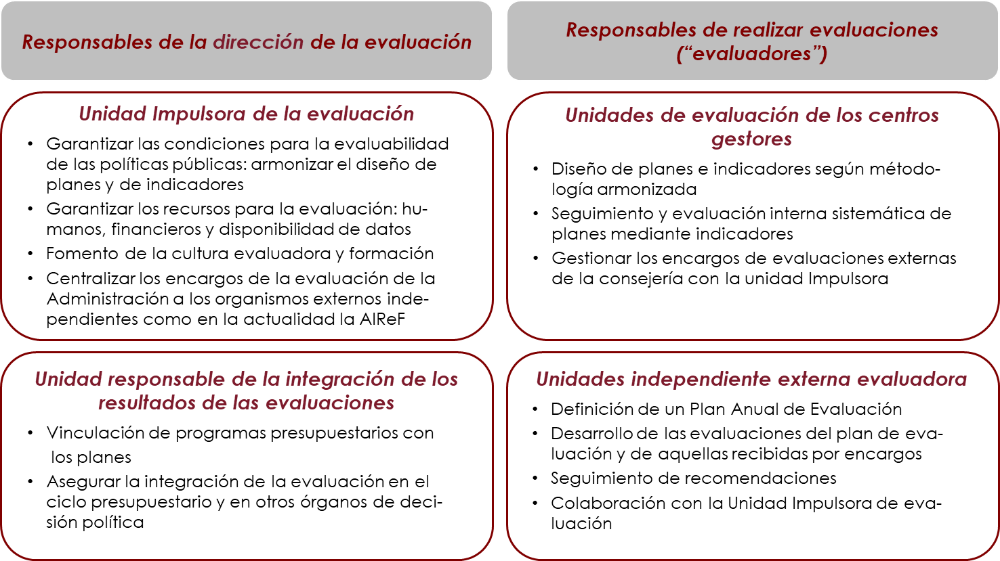 Responsables de la dirección de la evaluación
Unidad Impulsora de la evaluación
• Garantizar las condiciones para la evaluabilidad
de las políticas públicas: armonizar el diseño de
planes y de indicadores
• Garantizar los recursos para la evaluación: hu-
manos, financieros y disponibilidad de datos
• Fomento de la cultura evaluadora y formación
• Centralizar los encargos de la evaluación de la
Administración a los organismos externos inde-
pendientes como en la actualidad la AIReF
Unidad responsable de la integración de los
resultados de las evaluaciones
• Vinculación de programas presupuestarios con
los planes
• Asegurar la integración de la evaluación en el
ciclo presupuestario y en otros órganos de deci-
sión política
Responsables de realizar evaluaciones
(“evaluadores”)
Unidades de evaluación de los centros
gestores
• Diseño de planes e indicadores según método-
logía armonizada
• Seguimiento y evaluación interna sistemática de
planes mediante indicadores
• Gestionar los encargos de evaluaciones externas
de la consejería con la unidad Impulsora
Unidades independiente externa evaluadora
• Definición de un Plan Anual de Evaluación
• Desarrollo de las evaluaciones del plan de eva-
luación y de aquellas recibidas por encargos
• Seguimiento de recomendaciones
• Colaboración con la Unidad Impulsora de eva-
luación